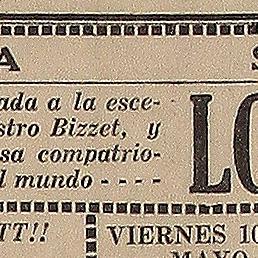 A S
ada a la esce-
stro Bizzet, y
sa compatrio-
l mundo - - - -
LO
TT!!
VIERNES 10
MAYO